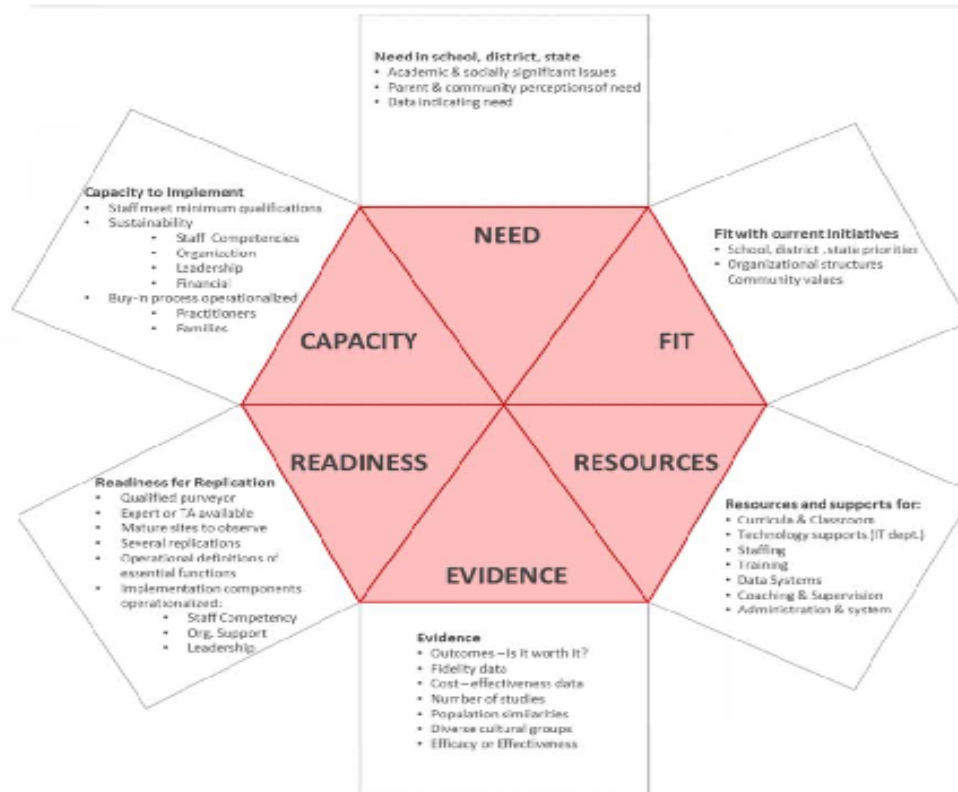 Need in school, district, state
• Academic & socially significant Issues
• Parent & community perceptions of need
• Data indicating need
Capacity to Implement
• Staff meet minimum qualifications
• Sustainability
• Staff Competencies
• Organization
• Leadership
• Financial
• Buy-In process operationalized
• Practitioners
• Families
Fit with current Initiatives
• School, district, state priorities
• Organizational structures
Community values
NEED
CAPACITY
FIT
READINESS
RESOURCES
EVIDENCE
Readiness for Replication
• Qualified purveyor
• Expert or TA available
• Mature sites to observe
• Several replications
• Operational definitions of
essential functions
• Implementation components
operationalized:
• Staff Competency
• Org. Support
• Leadership
Resources and supports for:
• Curricula & Classroom
• Technology supports (IT dept.)
• Staffing
• Training
• Data Systems
• Coaching & Supervision
• Administration & system
Evidence
• Outcomes – Is it worth it?
• Fidelity data
• Cost – effectiveness data
• Number of studies
• Population similarities
• Diverse cultural groups
• Efficacy or Effectiveness